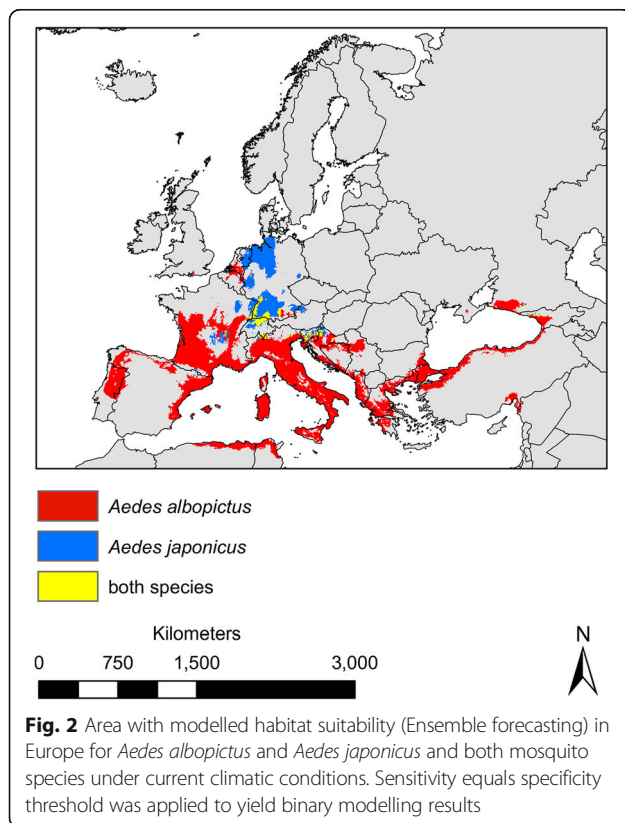 Aedes albopictus
Aedes japonicus
both species
Kilometers
0 750 1,500 3,000
N
Fig. 2 Area with modelled habitat suitability (Ensemble forecasting) in
Europe for Aedes albopictus and Aedes japonicus and both mosquito
species under current climatic conditions. Sensitivity equals specificity
threshold was applied to yield binary modelling results